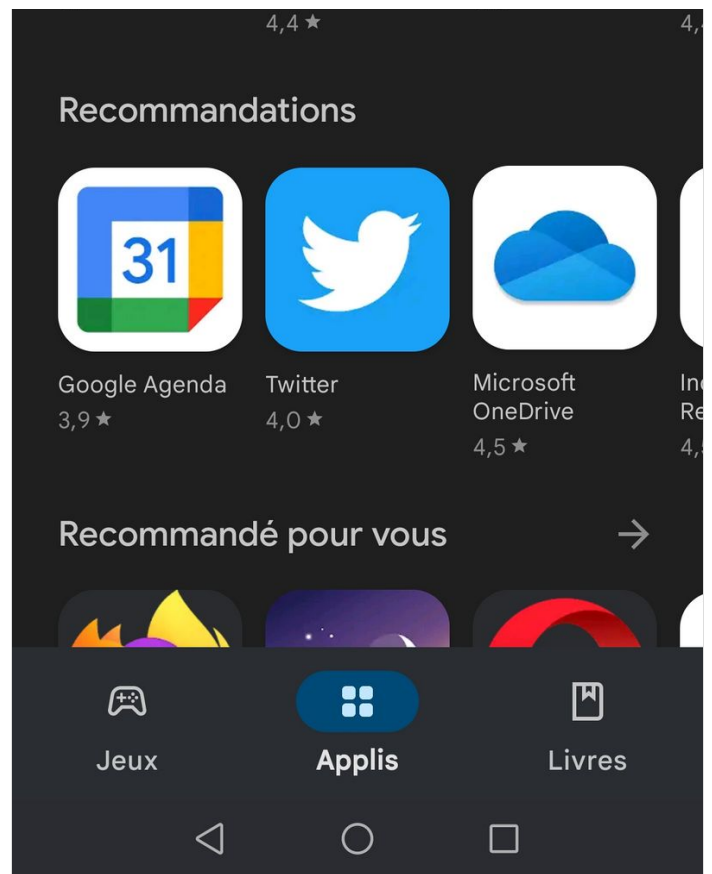 4,4 ★
Recommandations
31
Google Agenda
3,9 ★
Twitter
4,0 ★
Microsoft
OneDrive
4,5 ★
Recommandé pour vous
Jeux
Applis
Livres